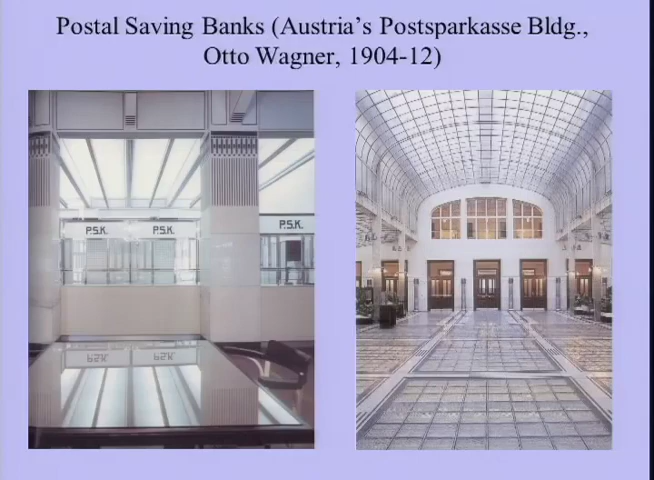 Postal Saving Banks (Austria's Postsparkasse Bldg.,
Otto Wagner, 1904-12)
P.S.K. P.S.K. P.S.K.